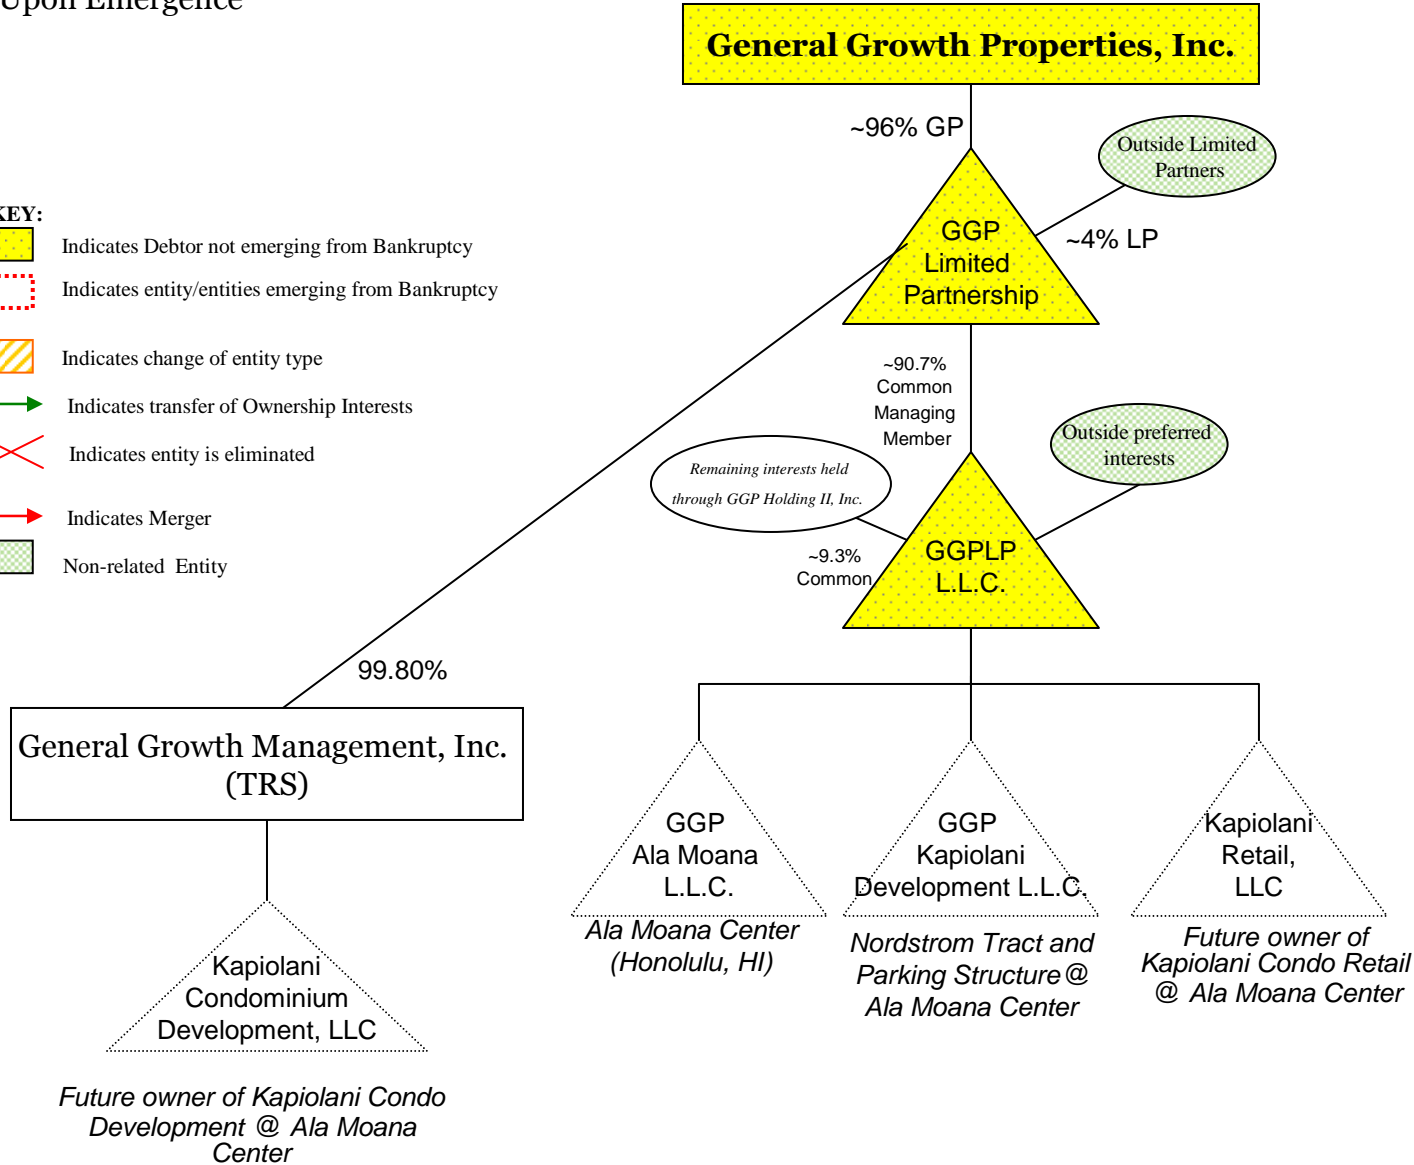 Upon Emergence
General Growth Properties, Inc.
~96% GP
Outside Limited
Partners
GGP
Limited
Partnership
~4% LP
KEY:
Indicates Debtor not emerging from Bankruptcy
Indicates entity/entities emerging from Bankruptcy
Indicates change of entity type
Indicates transfer of Ownership Interests
Indicates entity is eliminated
Indicates Merger
Non-related Entity
~90.7%
Common
Managing
Member
Remaining interests held
through GGP Holding II, Inc.
Outside preferred
interests
~9.3%
Common
GGPLP
L.L.C.
99.80%
General Growth Management, Inc.
(TRS)
GGP
Ala Moana
L.L.C.
Ala Moana Center
(Honolulu, HI)
GGP
Kapiolani
Development L.L.C.
Nordstrom Tract and
Parking Structure @
Ala Moana Center
Kapiolani
Retail,
LLC
Future owner of
Kapiolani Condo Retail
@ Ala Moana Center
Kapiolani
Condominium
Development, LLC
Future owner of Kapiolani Condo
Development @ Ala Moana
Center